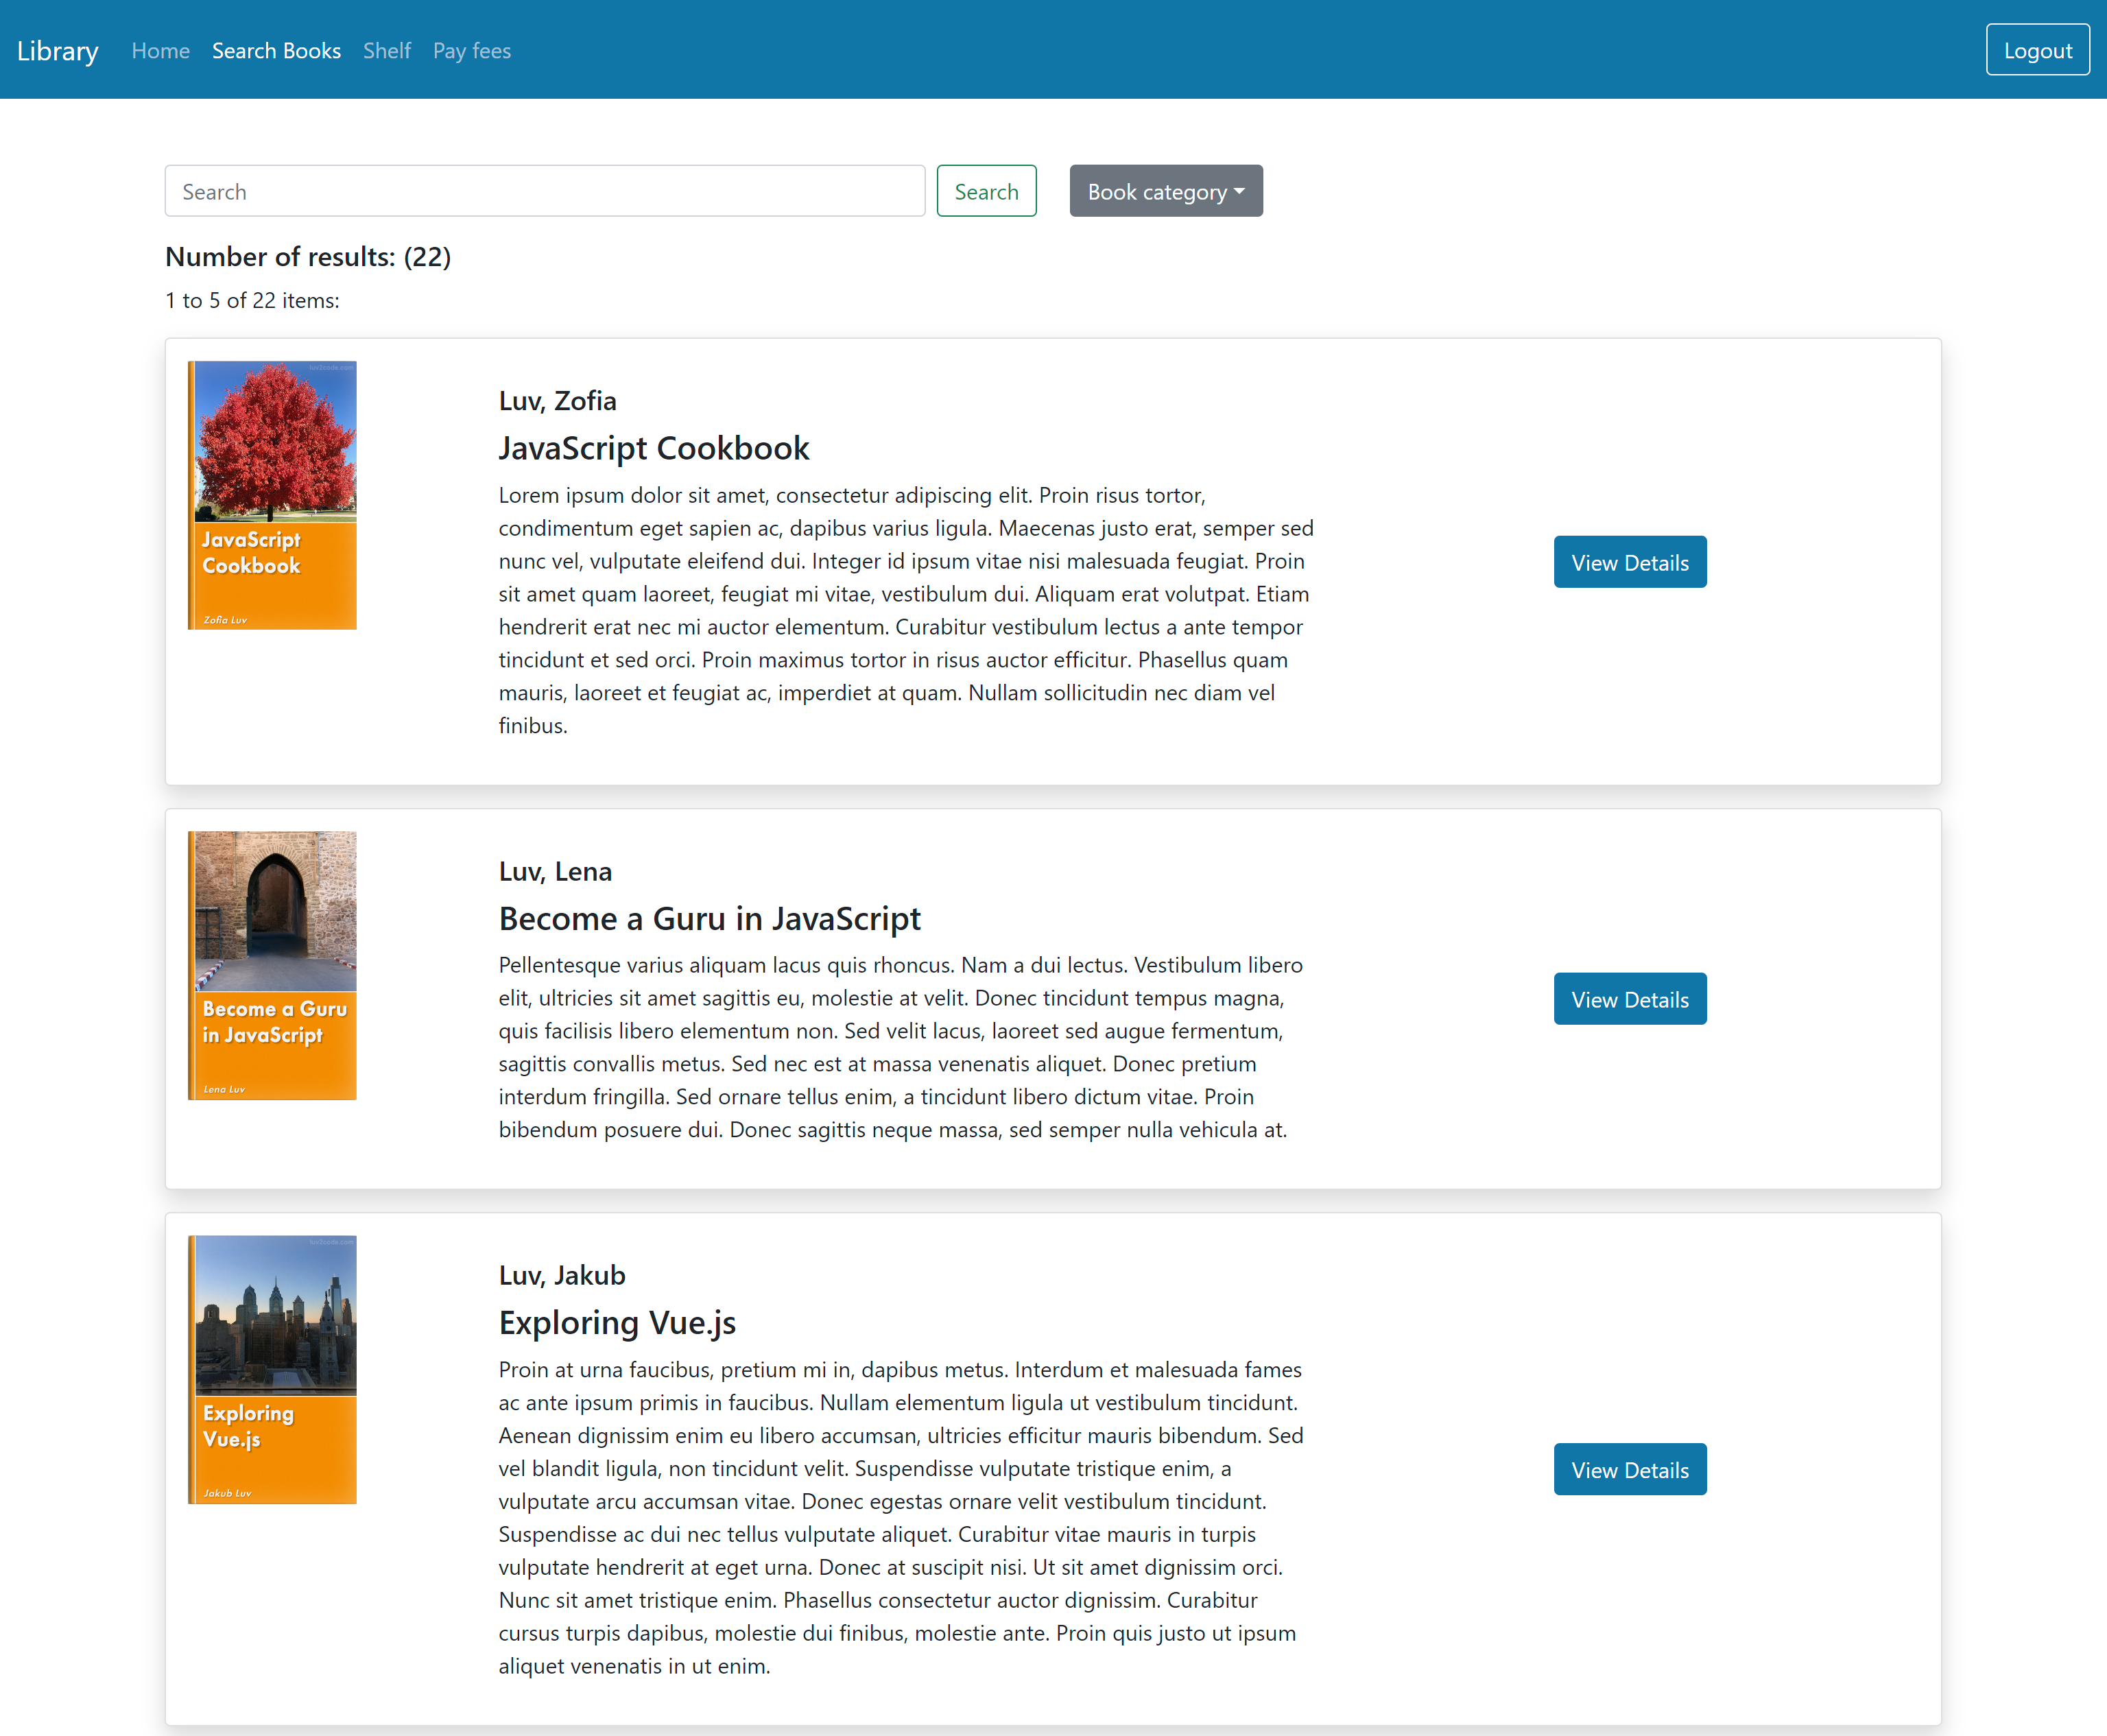 Library Home Search Books Shelf Pay fees Logout
Search Search Book category
Number of results: (22)
1 to 5 of 22 items:
JavaScript
Cookbook
Zofia Luv
Luv, Zofia
JavaScript Cookbook
Lorem ipsum dolor sit amet, consectetur adipiscing elit. Proin risus tortor,
condimentum eget sapien ac, dapibus varius ligula. Maecenas justo erat, semper sed
nunc vel, vulputate eleifend dui. Integer id ipsum vitae nisi malesuada feugiat. Proin
sit amet quam laoreet, feugiat mi vitae, vestibulum dui. Aliquam erat volutpat. Etiam
hendrerit erat nec mi auctor elementum. Curabitur vestibulum lectus a ante tempor
tincidunt et sed orci. Proin maximus tortor in risus auctor efficitur. Phasellus quam
mauris, laoreet et feugiat ac, imperdiet at quam. Nullam sollicitudin nec diam vel
finibus.
View Details
Become a Guru
in JavaScript
Lena Luv
Luv, Lena
Become a Guru in JavaScript
Pellentesque varius aliquam lacus quis rhoncus. Nam a dui lectus. Vestibulum libero
elit, ultricies sit amet sagittis eu, molestie at velit. Donec tincidunt tempus magna,
quis facilisis libero elementum non. Sed velit lacus, laoreet sed augue fermentum,
sagittis convallis metus. Sed nec est at massa venenatis aliquet. Donec pretium
interdum fringilla. Sed ornare tellus enim, a tincidunt libero dictum vitae. Proin
bibendum posuere dui. Donec sagittis neque massa, sed semper nulla vehicula at.
View Details
Exploring
Vue.js
Jakub Luv
Luv, Jakub
Exploring Vue.js
Proin at urna faucibus, pretium mi in, dapibus metus. Interdum et malesuada fames
ac ante ipsum primis in faucibus. Nullam elementum ligula ut vestibulum tincidunt.
Aenean dignissim enim eu libero accumsan, ultricies efficitur mauris bibendum. Sed
vel blandit ligula, non tincidunt velit. Suspendisse vulputate tristique enim, a
vulputate arcu accumsan vitae. Donec egestas ornare velit vestibulum tincidunt.
Suspendisse ac dui nec tellus vulputate aliquet. Curabitur vitae mauris in turpis
vulputate hendrerit at eget urna. Donec at suscipit nisi. Ut sit amet dignissim orci.
Nunc sit amet tristique enim. Phasellus consectetur auctor dignissim. Curabitur
cursus turpis dapibus, molestie dui finibus, molestie ante. Proin quis justo ut ipsum
aliquet venenatis in ut enim.
View Details